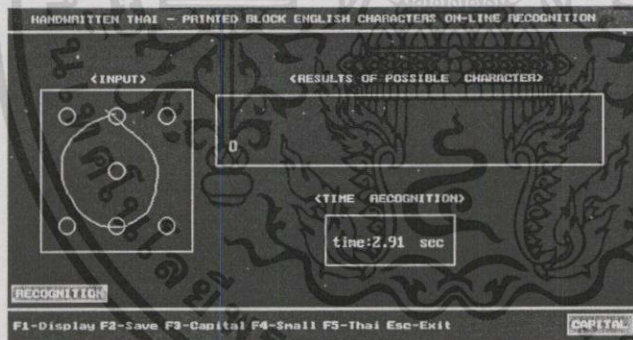 HANDWRITTEN THAI - PRINTED BLOCK ENGLISH CHARACTERS ON-LINE RECOGNITION
<INPUT>
<RESULTS OF POSSIBLE CHARACTER>
O
<TIME RECOGNITION>
time:2.91 sec
RECOGNITION
F1-Display F2-Save F3-Capital F4-Small F5-Thai Esc-Exit
CAPITAL